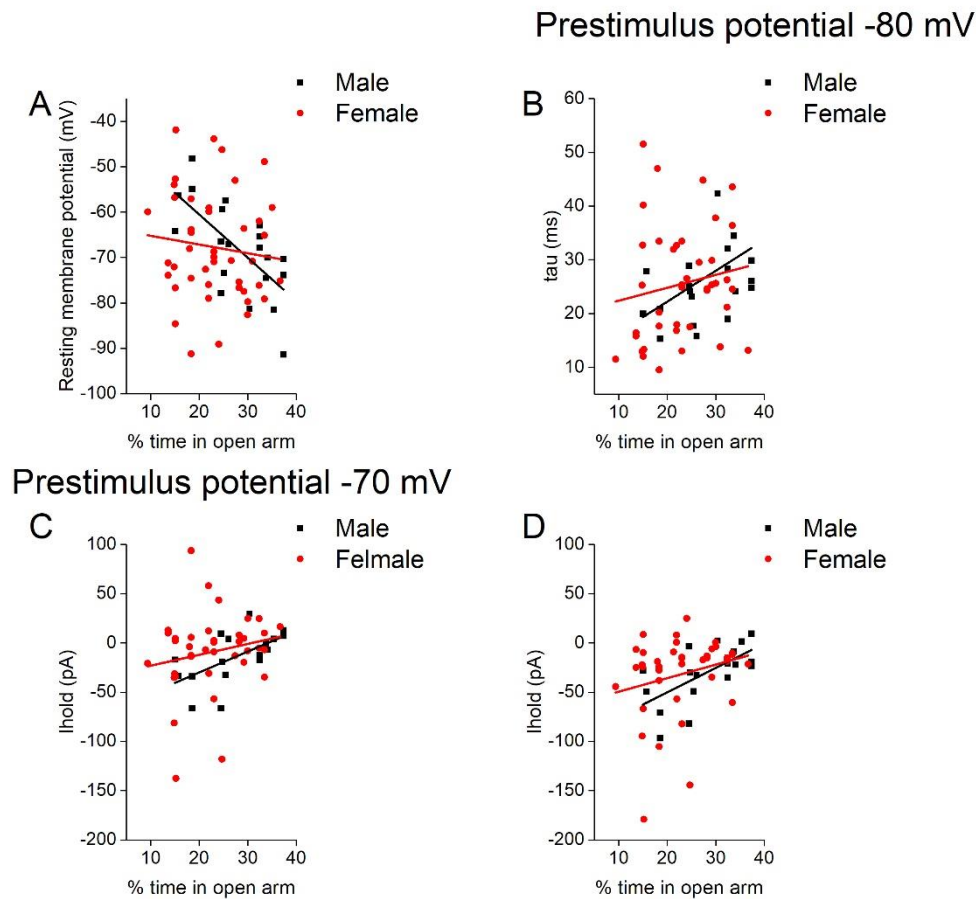 Prestimulus potential -80 mV
A
Male
Female
Resting membrane potential (mV)
-40
-50
-60
-70
-80
-90
-100
10 20 30 40
% time in open arm
B
Male
Female
tau (ms)
60
50
40
30
20
10
10 20 30 40
% time in open arm
Prestimulus potential -70 mV
C
Male
Felmale
Ihold (pA)
100
50
0
-50
-100
-150
-200
10 20 30 40
% time in open arm
D
Male
Female
Ihold (pA)
100
50
0
-50
-100
-150
-200
10 20 30 40
% time in open arm